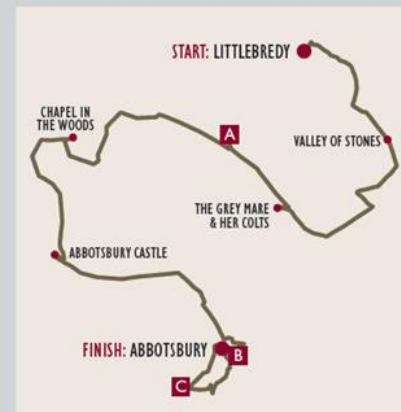 START: LITTLEBREDY
CHAPEL IN
THE WOODS
A
VALLEY OF STONES
THE GREY MARE
& HER COLTS
ABBOTSBURY CASTLE
FINISH: ABBOTSBURY
B
C